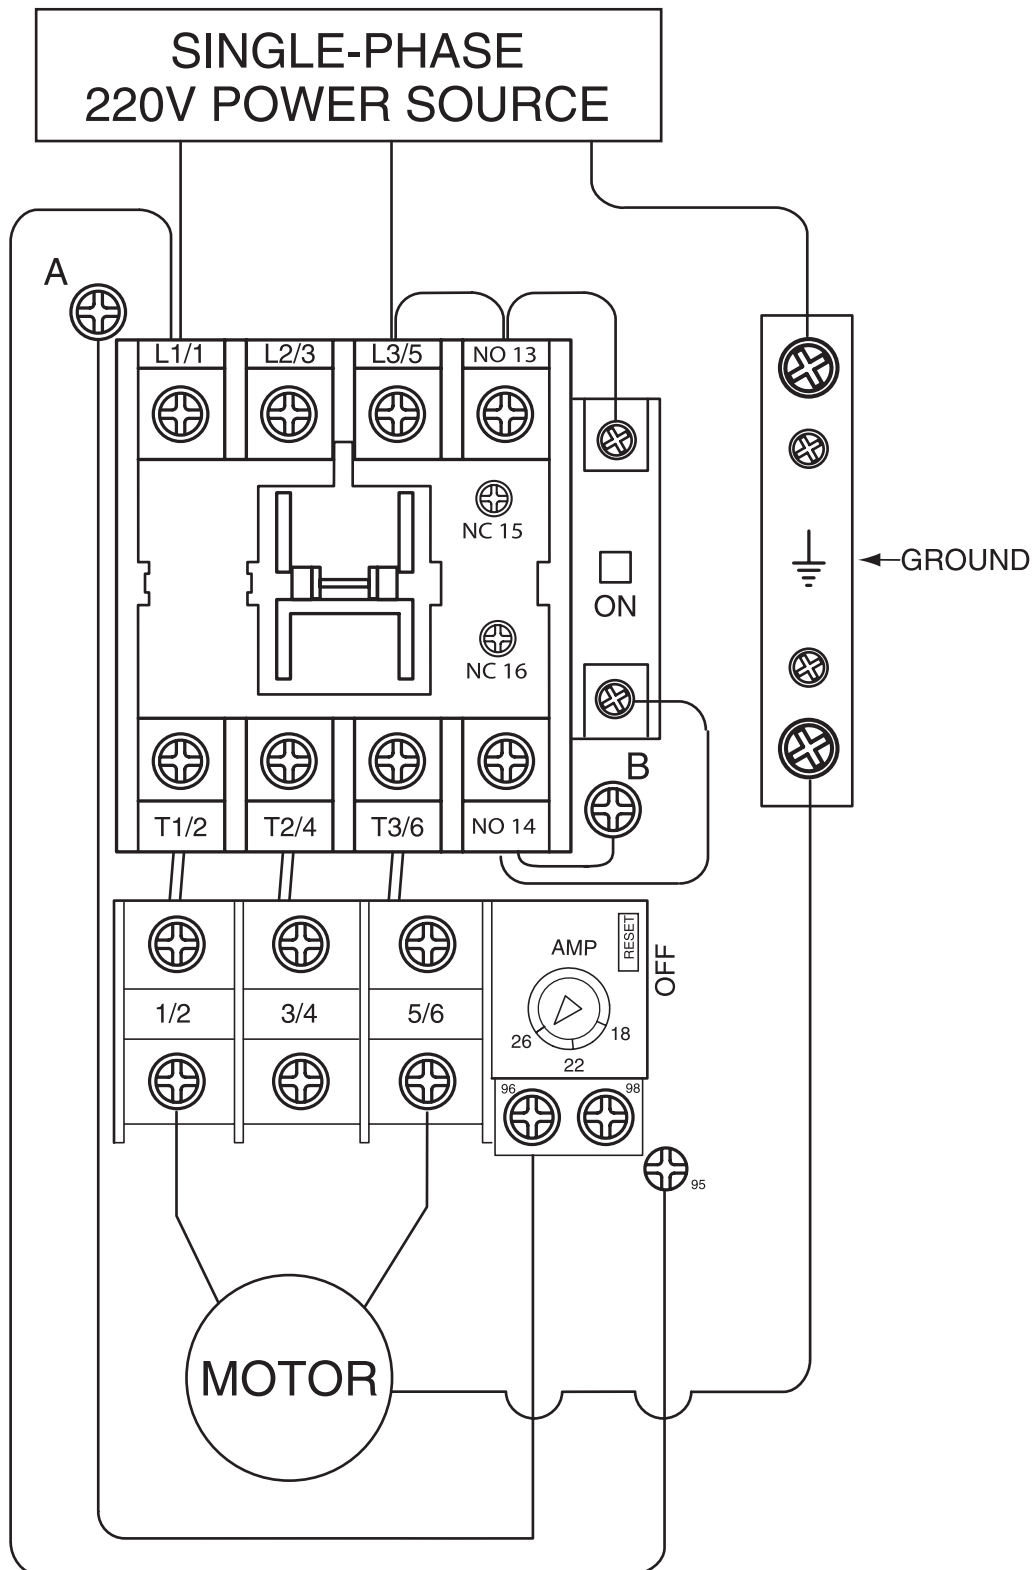 SINGLE-PHASE
220V POWER SOURCE
A
L1/1 L2/3 L3/5 NO 13
NC 15
GROUND
ON
NC 16
B
T1/2 T2/4 T3/6 NO 14
RESET
OFF
AMP
1/2 3/4 5/6
26 18
22
96 98
95
MOTOR